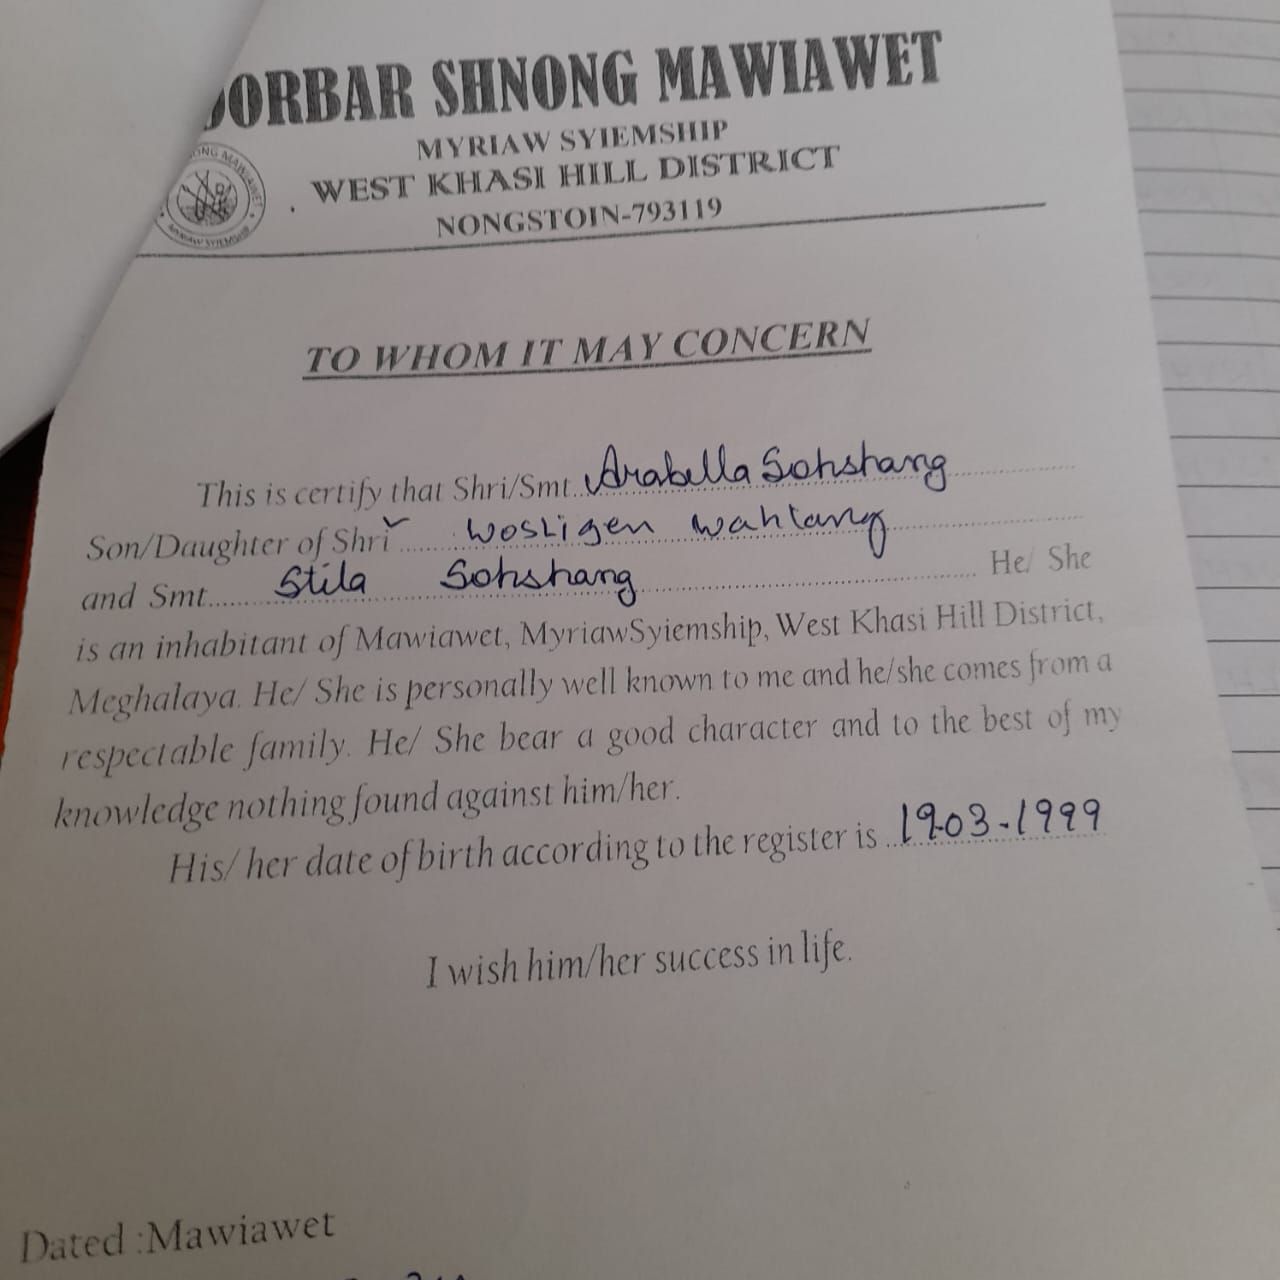 DORBAR SHNONG MAWIAWET
MYRIAW SYIEMSHIP
WEST KHASI HILL DISTRICT
NONGSTOIN-793119
TO WHOM IT MAY CONCERN
This is certify that Shri/Smt. Arabella Sohshang
Son/Daughter of Shri ..... Wosligen Wahlang
and Smt. Stila Sohshang He/ She
is an inhabitant of Mawiawet, MyriawSyiemship, West Khasi Hill District,
Meghalaya. He/ She is personally well known to me and he/she comes from a
respectable family. He/ She bear a good character and to the best of my
knowledge nothing found against him/her.
His/ her date of birth according to the register is 19-03-1999
I wish him/her success in life.
Dated :Mawiawet